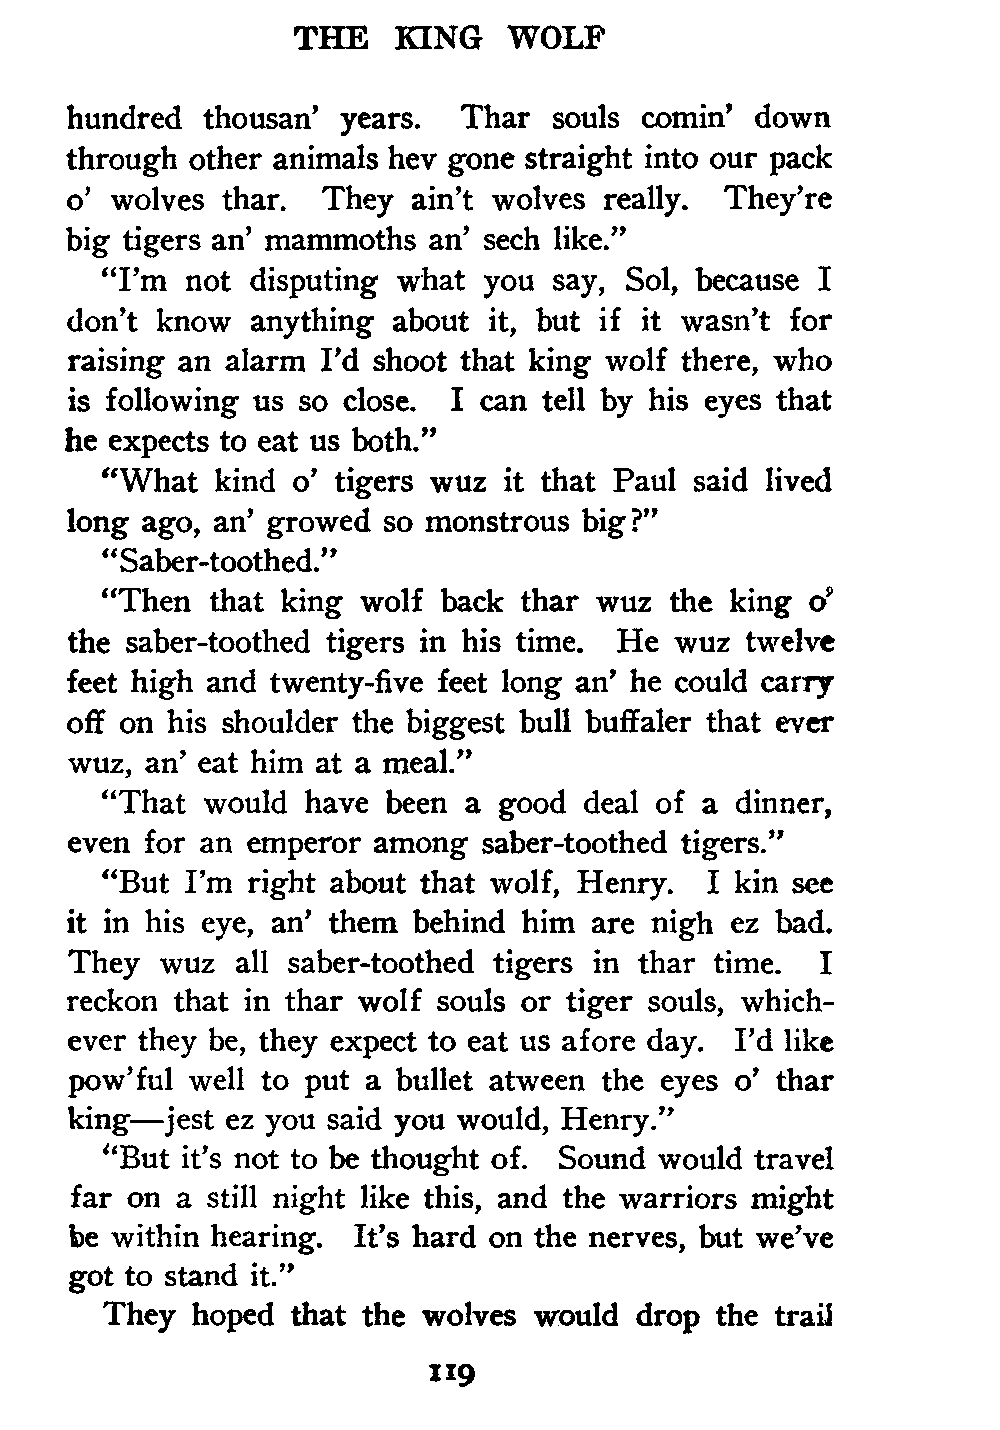 THE KING WOLF
hundred thousan' years. Thar souls comin' down
through other animals hev gone straight into our pack
o' wolves thar. They ain't wolves really. They're
big tigers an' mammoths an' sech like.”
“I'm not disputing what you say, Sol, because I
don't know anything about it, but if it wasn't for
raising an alarm I'd shoot that king wolf there, who
is following us so close. I can tell by his eyes that
he expects to eat us both.”
“What kind o' tigers wuz it that Paul said lived
long ago, an' growed so monstrous big?”
“Saber-toothed.”
“Then that king wolf back thar wuz the king o'
the saber-toothed tigers in his time. He wuz twelve
feet high and twenty-five feet long an' he could carry
off on his shoulder the biggest bull buffaler that ever
wuz, an' eat him at a meal.”
“That would have been a good deal of a dinner,
even for an emperor among saber-toothed tigers.”
“But I'm right about that wolf, Henry. I kin see
it in his eye, an' them behind him are nigh ez bad.
They wuz all saber-toothed tigers in thar time. I
reckon that in thar wolf souls or tiger souls, which-
ever they be, they expect to eat us afore day. I'd like
pow'ful well to put a bullet atween the eyes o' thar
king—jest ez you said you would, Henry.”
“But it's not to be thought of. Sound would travel
far on a still night like this, and the warriors might
be within hearing. It's hard on the nerves, but we've
got to stand it.”
They hoped that the wolves would drop the trail
119